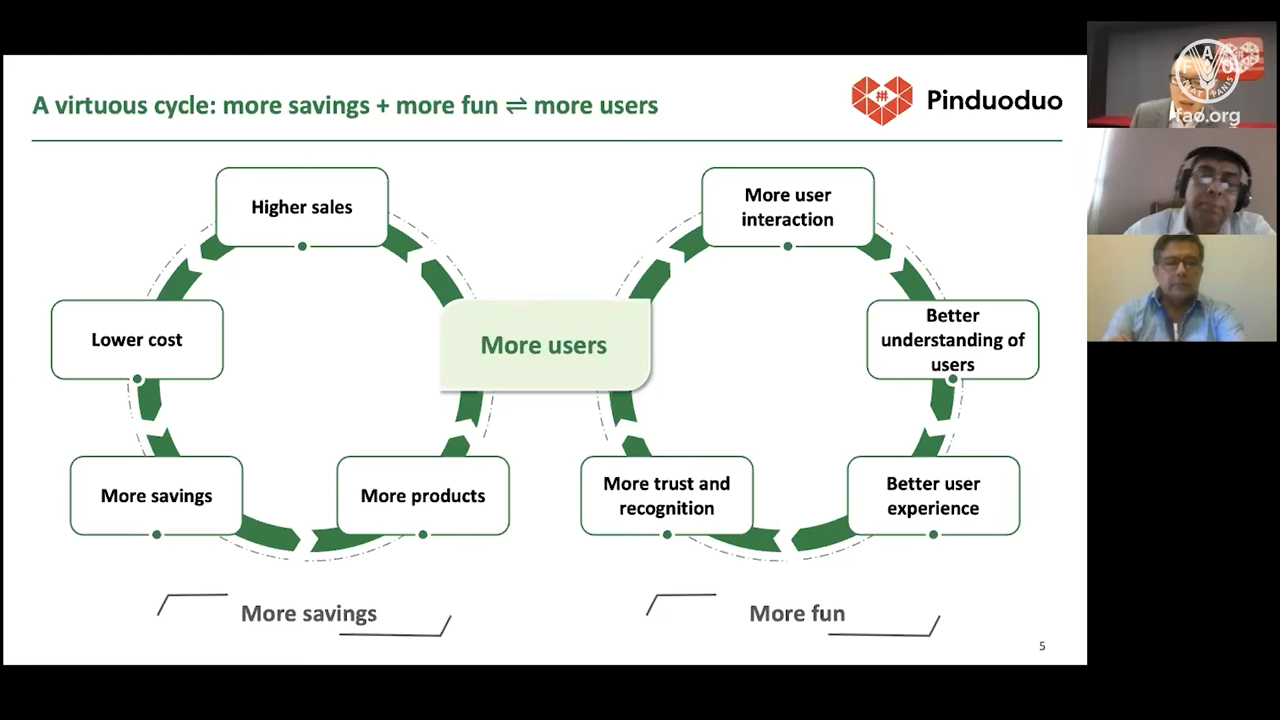 A virtuous cycle: more savings + more fun ⇌ more users
Pinduoduo
Higher sales
More user
interaction
Lower cost
More users
Better
understanding of
users
More savings
More products
More trust and
recognition
Better user
experience
More savings
More fun
5
F A O
FIAT PANIS
fao.org